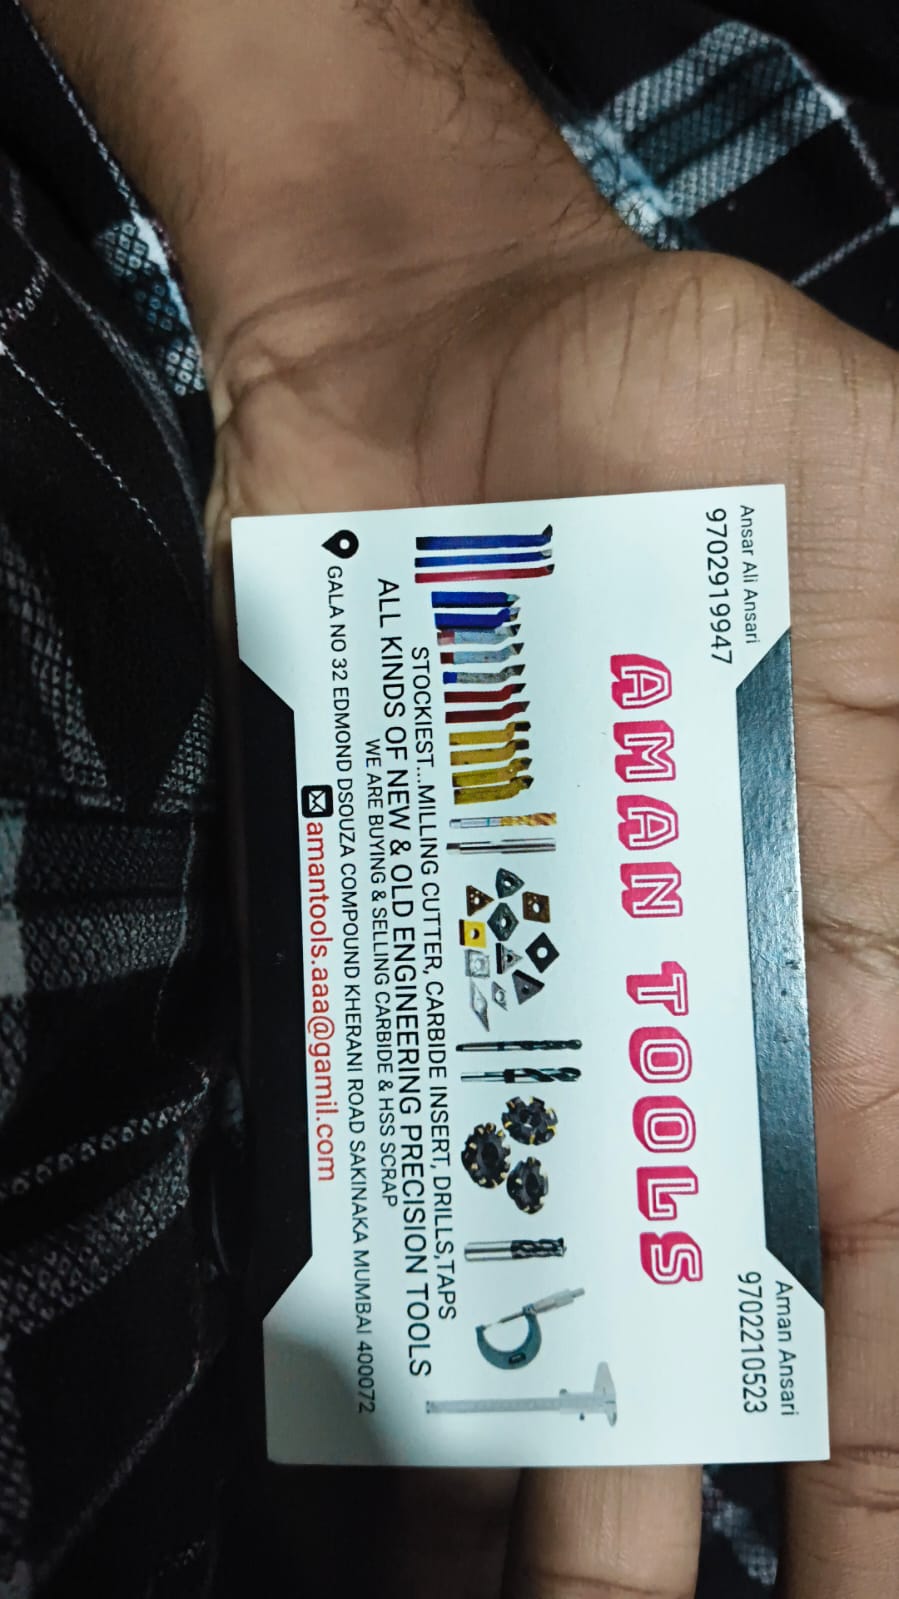 Ansar Ali Ansari
9702919947
Aman Ansari
9702210523
AMAN TOOLS
STOCKIEST...MILLING CUTTER, CARBIDE INSERT, DRILLS,TAPS
ALL KINDS OF NEW & OLD ENGINEERING PRECISION TOOLS
WE ARE BUYING & SELLING CARBIDE & HSS SCRAP
GALA NO 32 EDMOND DSOUZA COMPOUND KHERANI ROAD SAKINAKA MUMBAI 400072
amantools.aaa@gamil.com